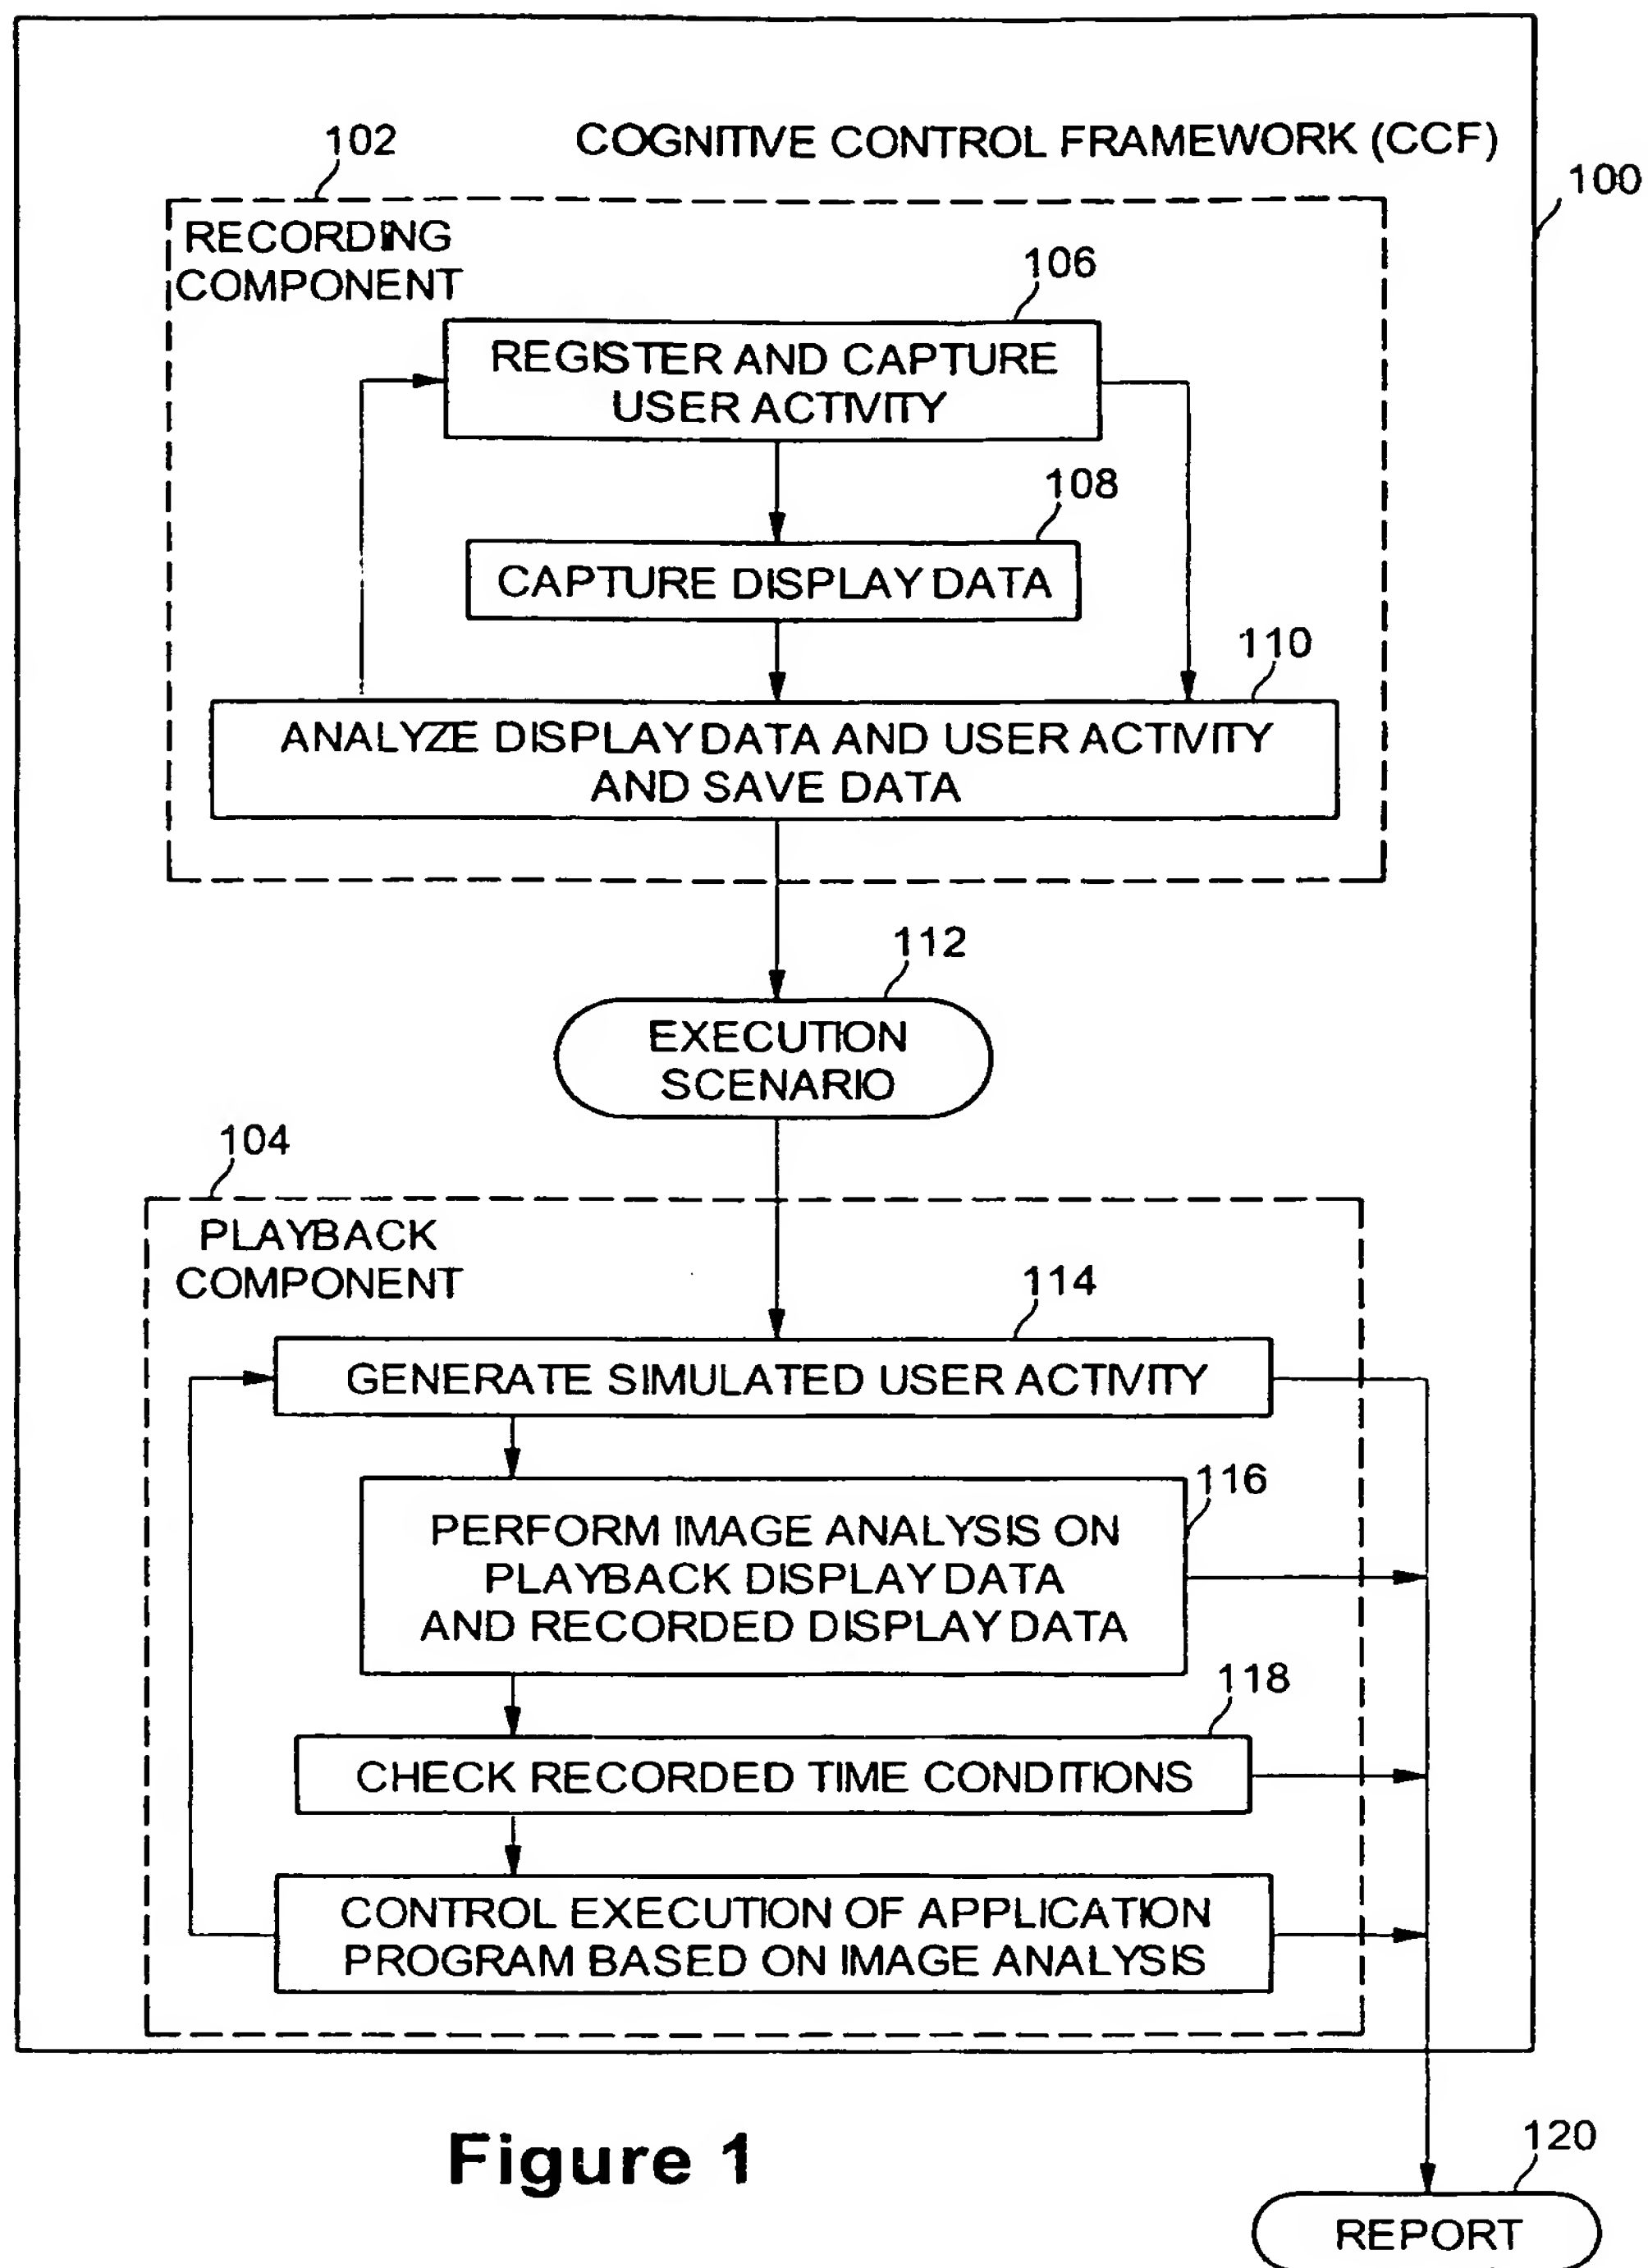 102
COGNITIVE CONTROL FRAMEWORK (CCF)
100
RECORDING
COMPONENT
106
REGISTER AND CAPTURE
USER ACTIVITY
108
CAPTURE DISPLAY DATA
110
ANALYZE DISPLAY DATA AND USER ACTIVITY
AND SAVE DATA
112
EXECUTION
SCENARIO
104
PLAYBACK
COMPONENT
114
GENERATE SIMULATED USER ACTIVITY
116
PERFORM IMAGE ANALYSIS ON
PLAYBACK DISPLAY DATA
AND RECORDED DISPLAY DATA
118
CHECK RECORDED TIME CONDITIONS
CONTROL EXECUTION OF APPLICATION
PROGRAM BASED ON IMAGE ANALYSIS
Figure 1
120
REPORT